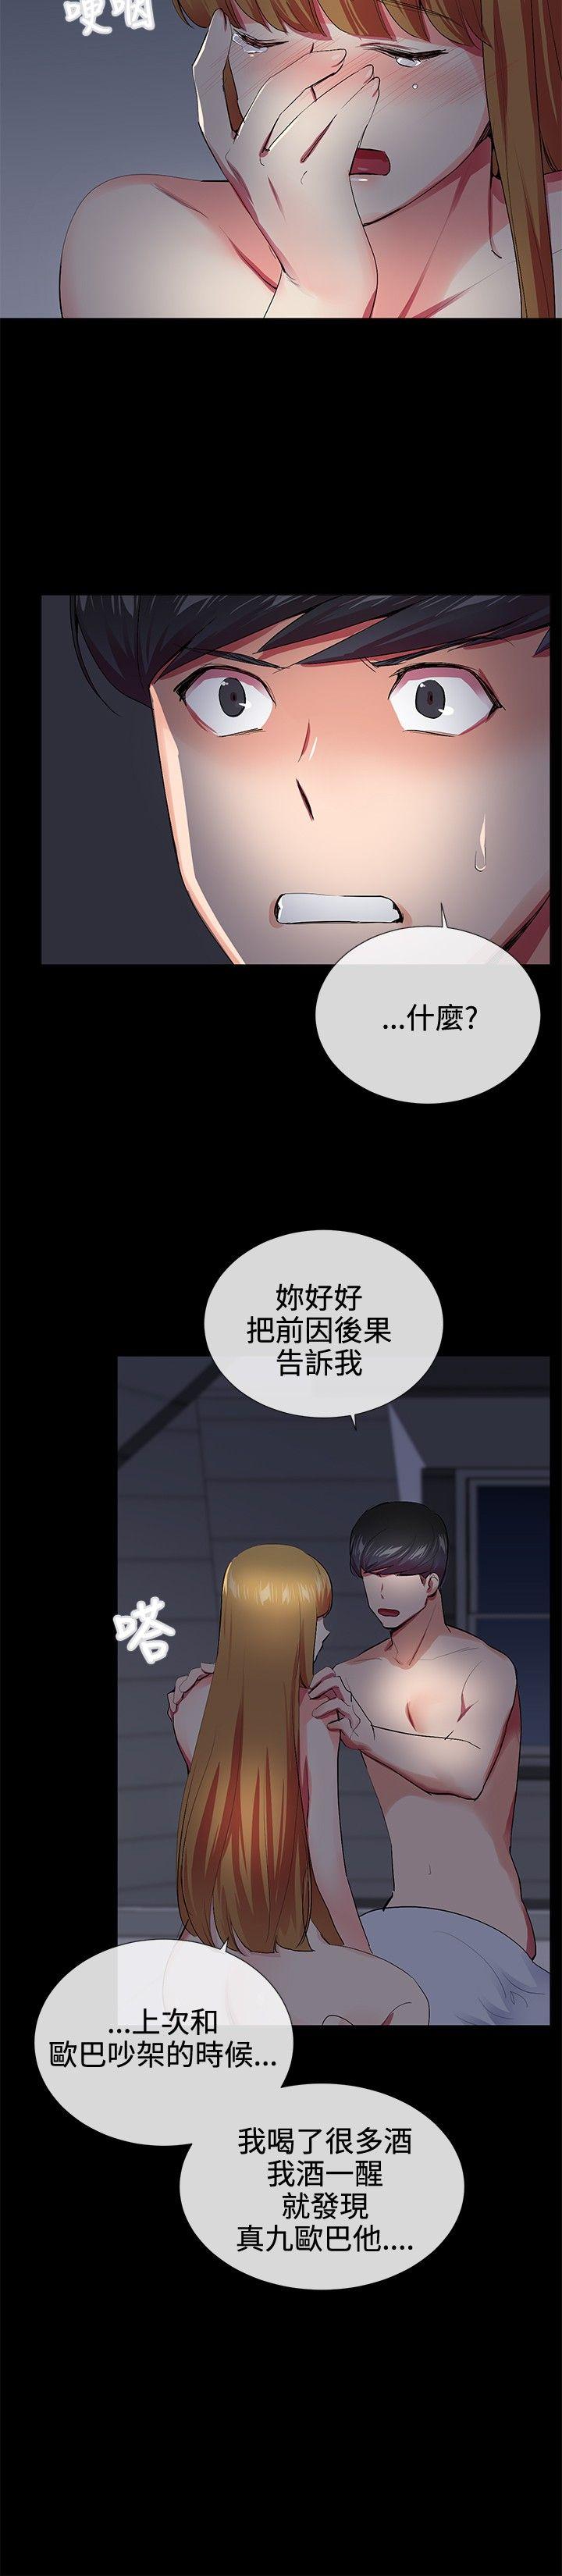 哽咽
...什麼?
妳好好
把前因後果
告訴我
嗒
...上次和
歐巴吵架的時候...
我喝了很多酒
我酒一醒
就發現
真九歐巴他....